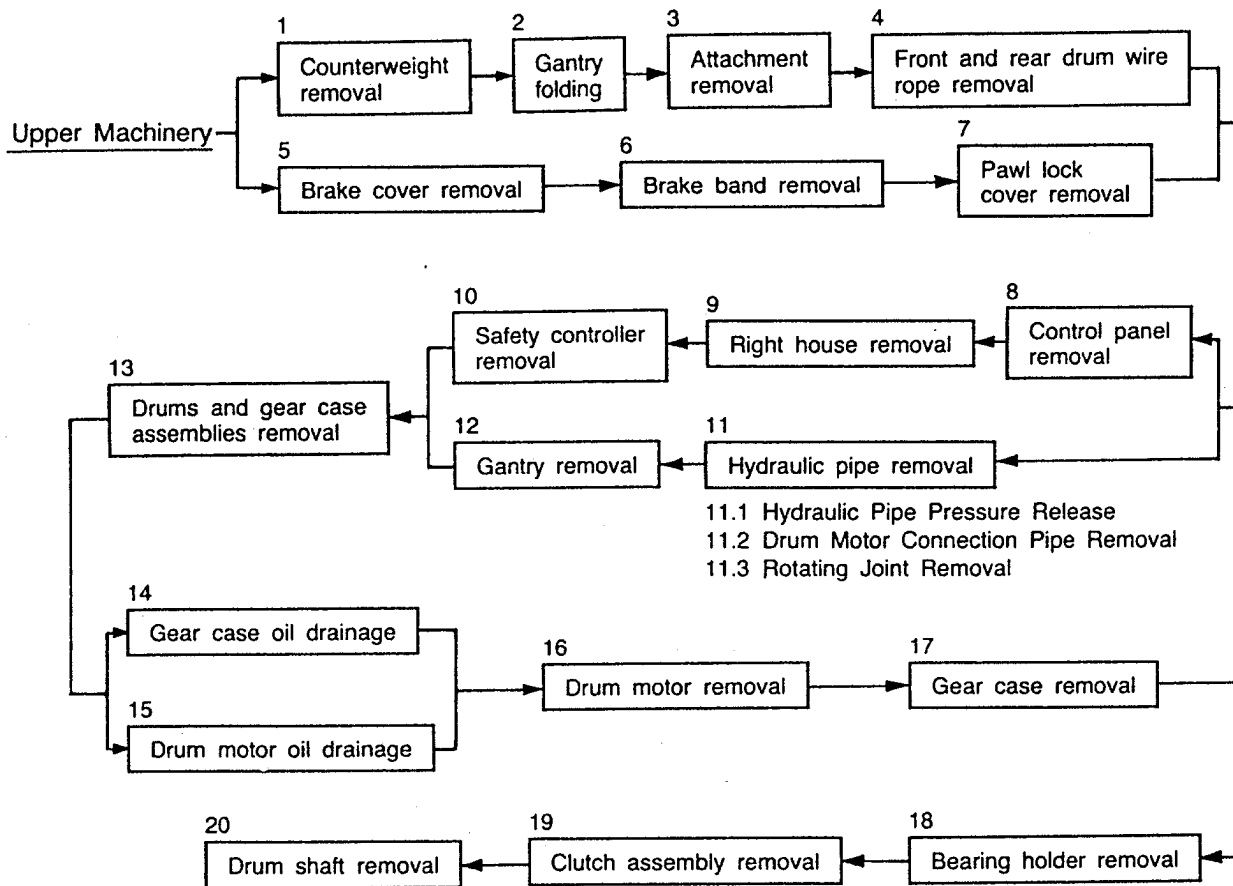 1
Counterweight
removal
2
Gantry
folding
3
Attachment
removal
4
Front and rear drum wire
rope removal
Upper Machinery
5
Brake cover removal
6
Brake band removal
7
Pawl lock
cover removal
10
Safety controller
removal
9
Right house removal
8
Control panel
removal
13
Drums and gear case
assemblies removal
12
Gantry removal
11
Hydraulic pipe removal
11.1 Hydraulic Pipe Pressure Release
11.2 Drum Motor Connection Pipe Removal
11.3 Rotating Joint Removal
14
Gear case oil drainage
15
Drum motor oil drainage
16
Drum motor removal
17
Gear case removal
20
Drum shaft removal
19
Clutch assembly removal
18
Bearing holder removal